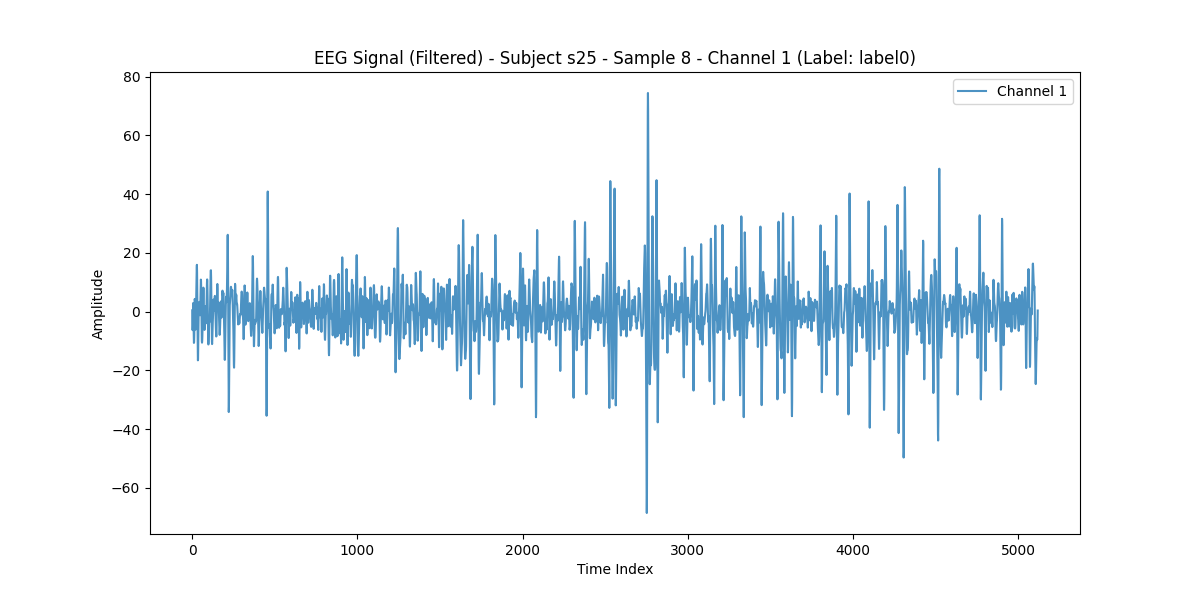 EEG Signal (Filtered) - Subject s25 - Sample 8 - Channel 1 (Label: label0)
Channel 1
80
60
40
20
0
−20
−40
−60
Amplitude
0 1000 2000 3000 4000 5000
Time Index